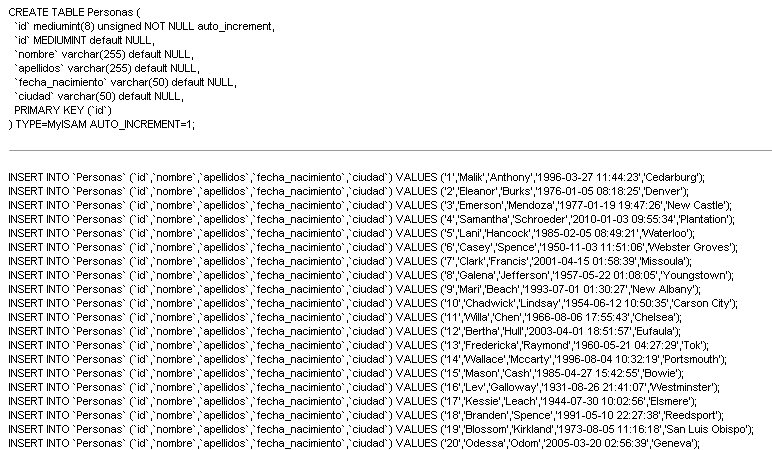 CREATE TABLE Personas (
`id` mediumint(8) unsigned NOT NULL auto_increment,
`id` MEDIUMINT default NULL,
`nombre` varchar(255) default NULL,
`apellidos` varchar(255) default NULL,
`fecha_nacimiento` varchar(50) default NULL,
`ciudad` varchar(50) default NULL,
PRIMARY KEY (`id`)
) TYPE=MyISAM AUTO_INCREMENT=1;
INSERT INTO `Personas` (`id`,`nombre`,`apellidos`,`fecha_nacimiento`,`ciudad`) VALUES ('1','Malik','Anthony','1996-03-27 11:44:23','Cedarburg');
INSERT INTO `Personas` (`id`,`nombre`,`apellidos`,`fecha_nacimiento`,`ciudad`) VALUES ('2','Eleanor','Burks','1976-01-05 08:18:25','Denver');
INSERT INTO `Personas` (`id`,`nombre`,`apellidos`,`fecha_nacimiento`,`ciudad`) VALUES ('3','Emerson','Mendoza','1977-01-19 19:47:26','New Castle');
INSERT INTO `Personas` (`id`,`nombre`,`apellidos`,`fecha_nacimiento`,`ciudad`) VALUES ('4','Samantha','Schroeder','2010-01-03 09:55:34','Plantation');
INSERT INTO `Personas` (`id`,`nombre`,`apellidos`,`fecha_nacimiento`,`ciudad`) VALUES ('5','Lani','Hancock','1985-02-05 08:49:21','Waterloo');
INSERT INTO `Personas` (`id`,`nombre`,`apellidos`,`fecha_nacimiento`,`ciudad`) VALUES ('6','Casey','Spence','1950-11-03 11:51:06','Webster Groves');
INSERT INTO `Personas` (`id`,`nombre`,`apellidos`,`fecha_nacimiento`,`ciudad`) VALUES ('7','Clark','Francis','2001-04-15 01:58:39','Missoula');
INSERT INTO `Personas` (`id`,`nombre`,`apellidos`,`fecha_nacimiento`,`ciudad`) VALUES ('8','Galena','Jefferson','1957-05-22 01:08:05','Youngstown');
INSERT INTO `Personas` (`id`,`nombre`,`apellidos`,`fecha_nacimiento`,`ciudad`) VALUES ('9','Mari','Beach','1993-07-01 01:30:27','New Albany');
INSERT INTO `Personas` (`id`,`nombre`,`apellidos`,`fecha_nacimiento`,`ciudad`) VALUES ('10','Chadwick','Lindsay','1954-06-12 10:50:35','Carson City');
INSERT INTO `Personas` (`id`,`nombre`,`apellidos`,`fecha_nacimiento`,`ciudad`) VALUES ('11','Willa','Chen','1966-08-06 17:55:43','Chelsea');
INSERT INTO `Personas` (`id`,`nombre`,`apellidos`,`fecha_nacimiento`,`ciudad`) VALUES ('12','Bertha','Hull','2003-04-01 18:51:57','Eufaula');
INSERT INTO `Personas` (`id`,`nombre`,`apellidos`,`fecha_nacimiento`,`ciudad`) VALUES ('13','Fredericka','Raymond','1960-05-21 04:27:29','Tok');
INSERT INTO `Personas` (`id`,`nombre`,`apellidos`,`fecha_nacimiento`,`ciudad`) VALUES ('14','Wallace','Mccarty','1996-08-04 10:32:19','Portsmouth');
INSERT INTO `Personas` (`id`,`nombre`,`apellidos`,`fecha_nacimiento`,`ciudad`) VALUES ('15','Mason','Cash','1985-04-27 15:42:55','Bowie');
INSERT INTO `Personas` (`id`,`nombre`,`apellidos`,`fecha_nacimiento`,`ciudad`) VALUES ('16','Lev','Galloway','1931-08-26 21:41:07','Westminster');
INSERT INTO `Personas` (`id`,`nombre`,`apellidos`,`fecha_nacimiento`,`ciudad`) VALUES ('17','Kessie','Leach','1944-07-30 10:02:56','Elsmere');
INSERT INTO `Personas` (`id`,`nombre`,`apellidos`,`fecha_nacimiento`,`ciudad`) VALUES ('18','Branden','Spence','1991-05-10 22:27:38','Reedsport');
INSERT INTO `Personas` (`id`,`nombre`,`apellidos`,`fecha_nacimiento`,`ciudad`) VALUES ('19','Blossom','Kirkland','1973-08-05 11:16:18','San Luis Obispo');
INSERT INTO `Personas` (`id`,`nombre`,`apellidos`,`fecha_nacimiento`,`ciudad`) VALUES ('20','Odessa','Odom','2005-03-20 02:56:39','Geneva');